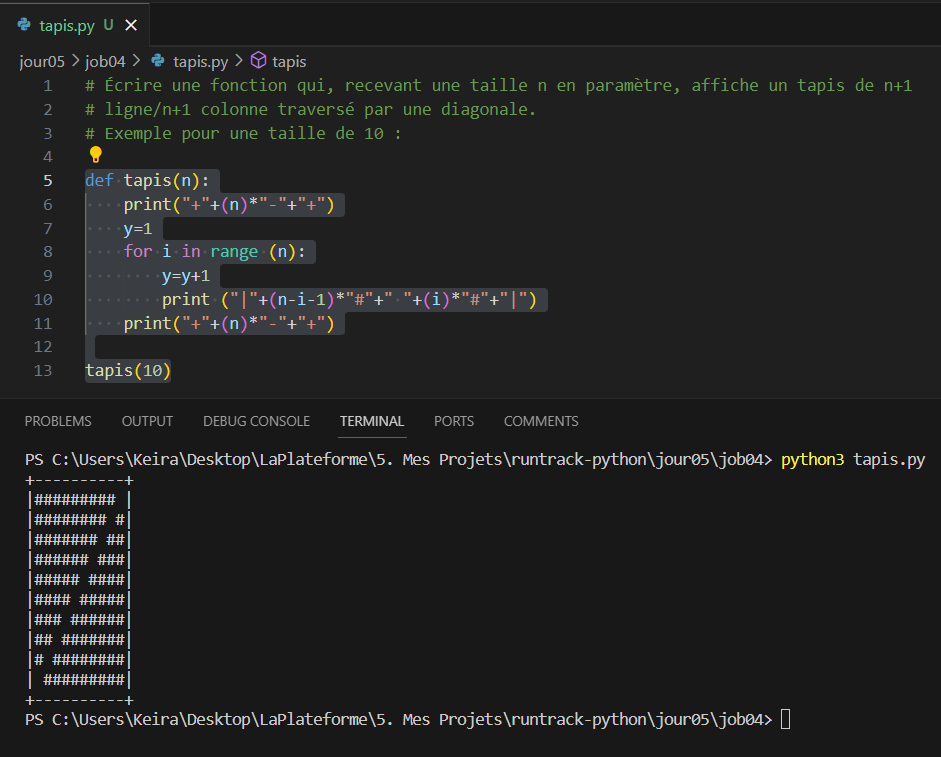 tapis.py U ×
jour05 > job04 > tapis.py > tapis
1 # Écrire une fonction qui, recevant une taille n en paramètre, affiche un tapis de n+1
2 # ligne/n+1 colonne traversé par une diagonale.
3 # Exemple pour une taille de 10 :
4
5 def tapis(n):
6     print("+"+(n)*"-"+"+")
7     y=1
8     for i in range (n):
9         y=y+1
10         print ("|"+(n-i-1)*"#"+" "+(i)*"#"+"|")
11     print("+"+(n)*"-"+"+")
12
13 tapis(10)
PROBLEMS OUTPUT DEBUG CONSOLE TERMINAL PORTS COMMENTS
PS C:\Users\Keira\Desktop\LaPlateforme\5. Mes Projets\runtrack-python\jour05\job04> python3 tapis.py
+----------+
|######### |
|######## #|
|####### ##|
|###### ###|
|##### ####|
|#### #####|
|### ######|
|## #######|
|# ########|
| #########|
+----------+
PS C:\Users\Keira\Desktop\LaPlateforme\5. Mes Projets\runtrack-python\jour05\job04>